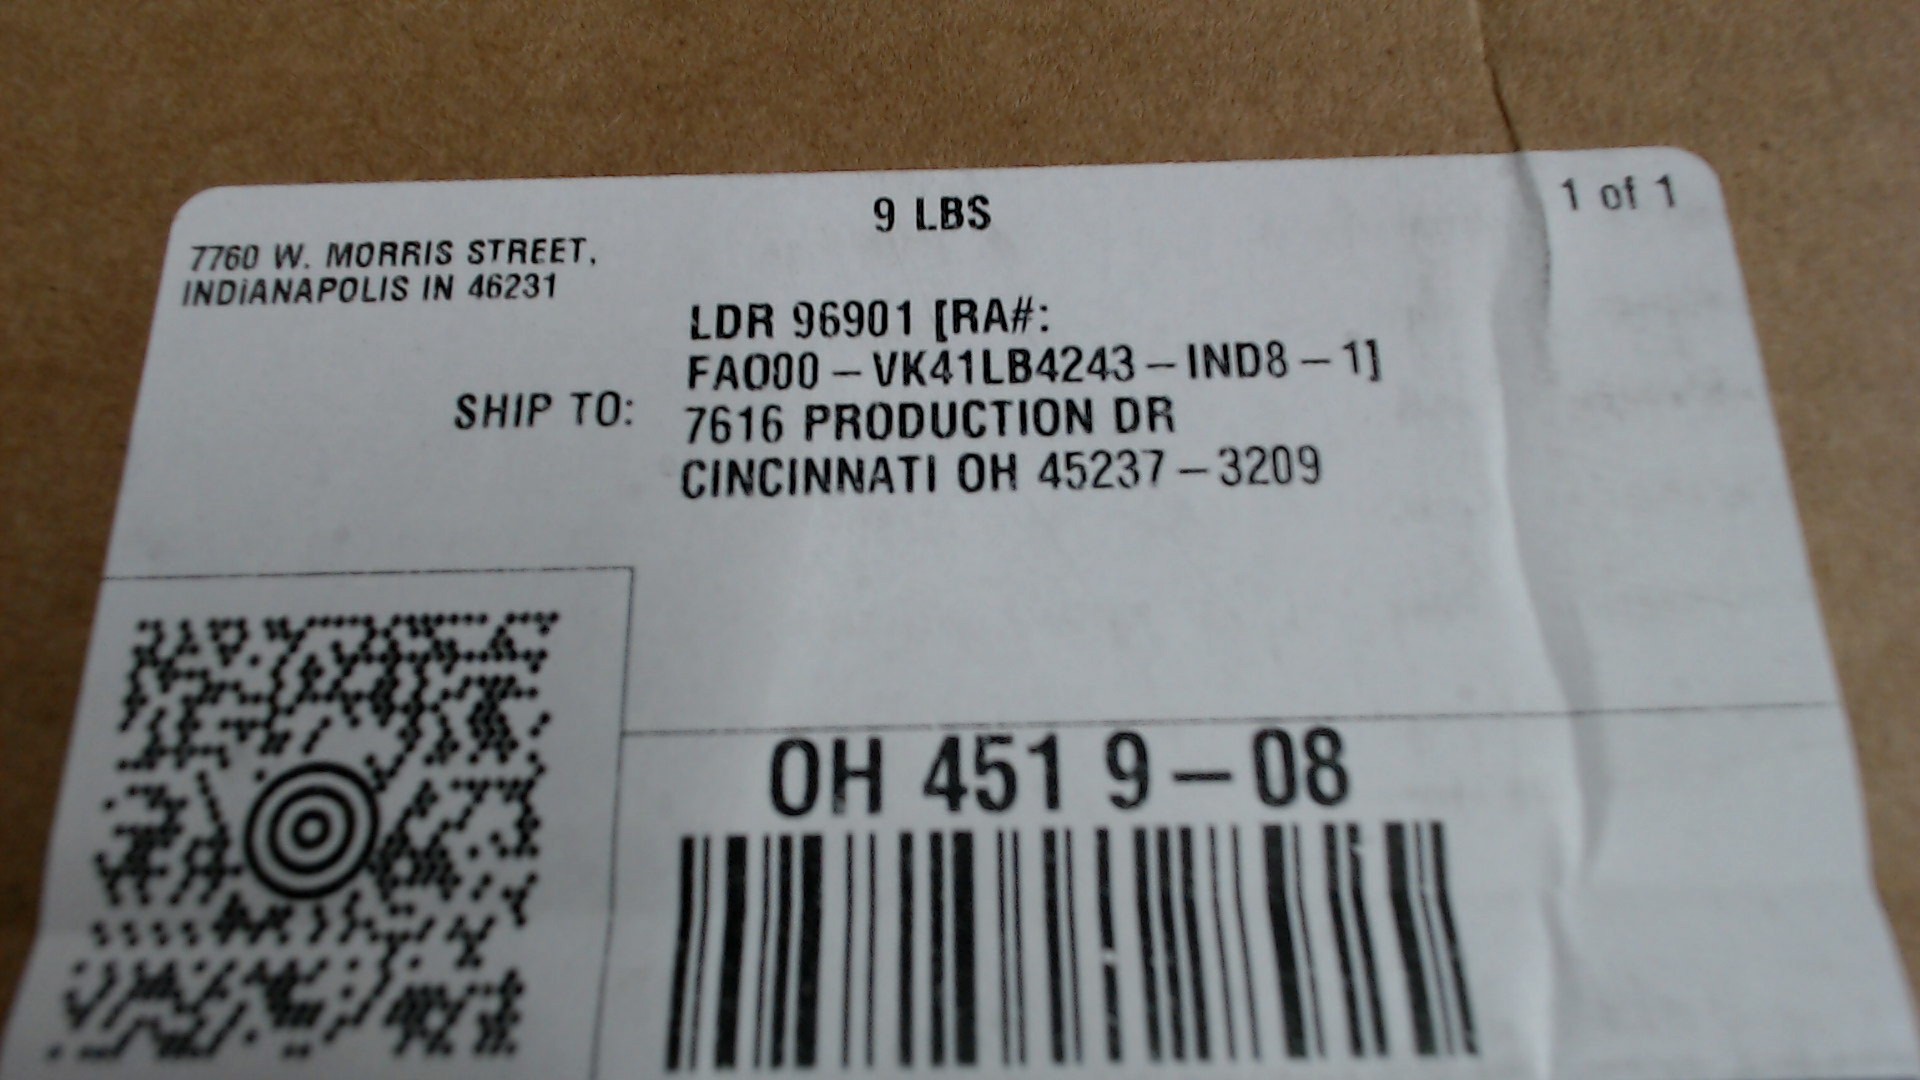 9 LBS
1 of 1
7760 W. MORRIS STREET,
INDIANAPOLIS IN 46231
SHIP TO:
LDR 96901 [RA#:
FA000-VK41LB4243-IND8-1]
7616 PRODUCTION DR
CINCINNATI OH 45237-3209
OH 451 9-08